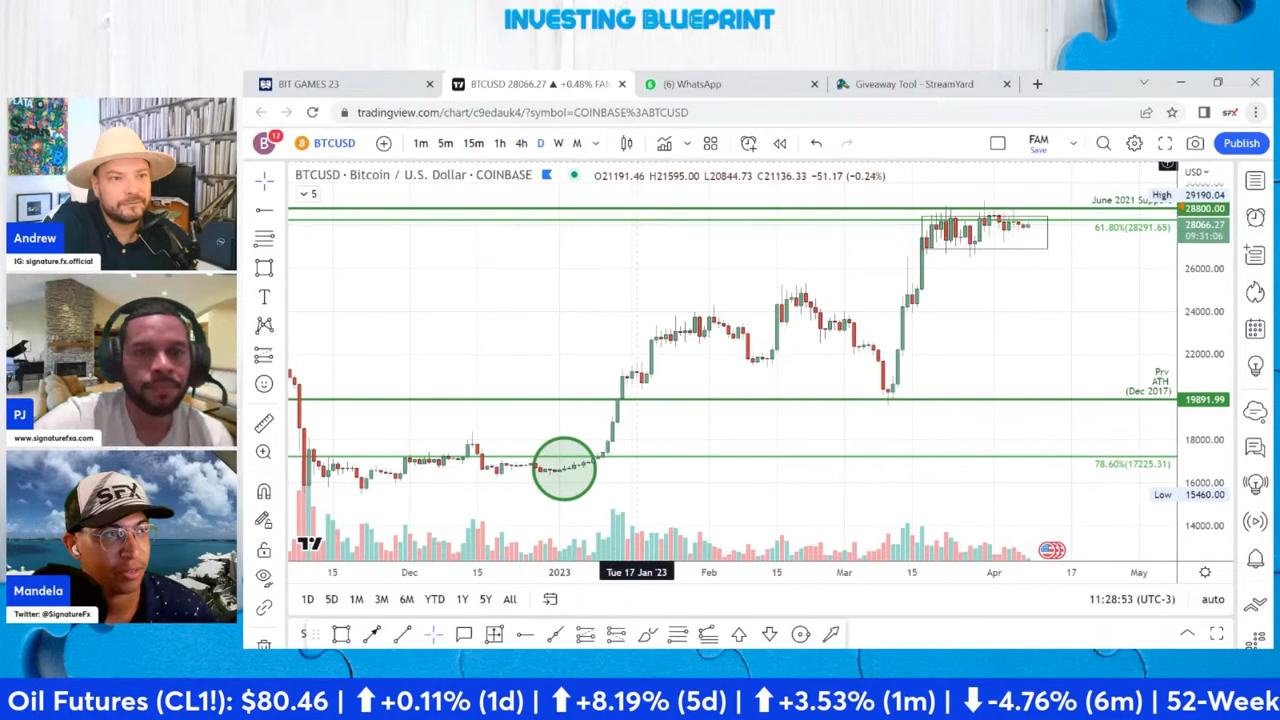 INVESTING BLUEPRINT
BIT GAMES 23
BTCUSD 28066.27 ▲ +0.48% FAM
(6) WhatsApp
Giveaway Tool - StreamYard
tradingview.com/chart/c9edauk4/?symbol=COINBASE%3ABTCUSD
SFX
B
12
BTCUSD
1m 5m 15m 1h 4h D W M
FAM
Save
Publish
BTCUSD · Bitcoin / U.S. Dollar · COINBASE
O21191.46 H21595.00 L20844.73 C21136.33 −51.17 (−0.24%)
USD
5
High 29190.04
June 2021 Supp
28800.00
61.80%(28291.65)
28066.27
09:31:06
26000.00
24000.00
22000.00
Prv
ATH
(Dec 2017)
19891.99
18000.00
78.60%(17225.31)
16000.00
Low 15460.00
14000.00
15 Dec 15 2023 Tue 17 Jan '23 Feb 15 Mar 15 Apr 17 May
1D 5D 1M 3M 6M YTD 1Y 5Y All
11:28:53 (UTC-3)
auto
Andrew
IG: signature.fx.official
PJ
www.signaturefxa.com
SFX
Mandela
Twitter: @SignatureFx
Oil Futures (CL1!): $80.46 | ⬆ +0.11% (1d) | ⬆ +8.19% (5d) | ⬆ +3.53% (1m) | ⬇ -4.76% (6m) | 52-Week